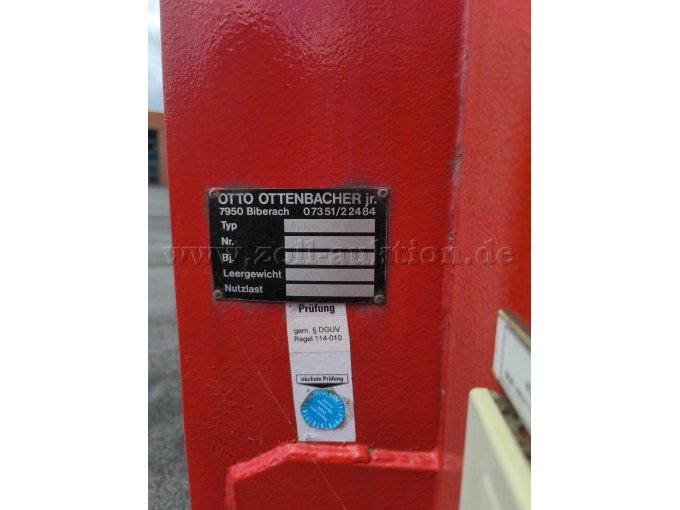 OTTO OTTENBACHER jr.
7950 Biberach 07351/22484
Typ
Nr.
www.zoll-auktion.de
Bj.
Leergewicht
Nutzlast
Prüfung
gem. § DGUV
Regel 114-010
nächste Prüfung